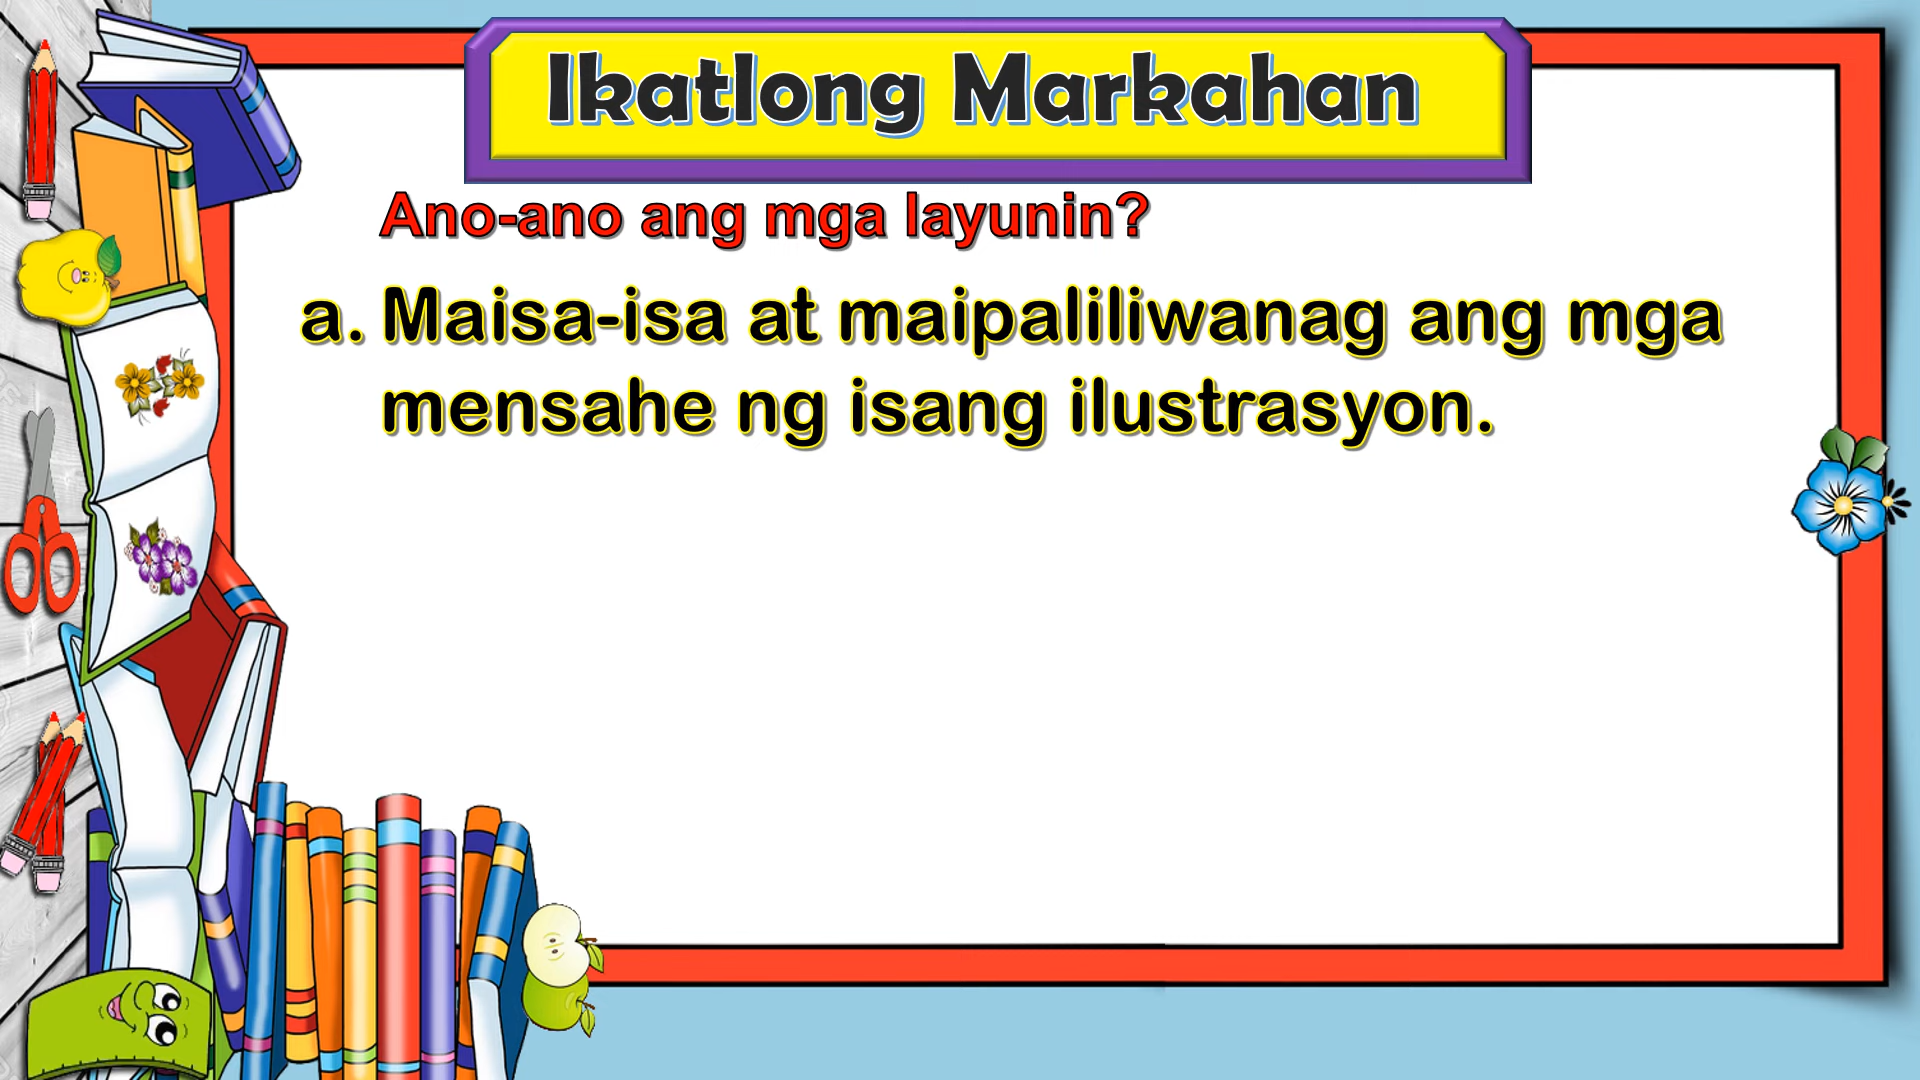 Ikatlong Markahan
Ano-ano ang mga layunin?
a. Maisa-isa at maipaliliwanag ang mga
mensahe ng isang ilustrasyon.